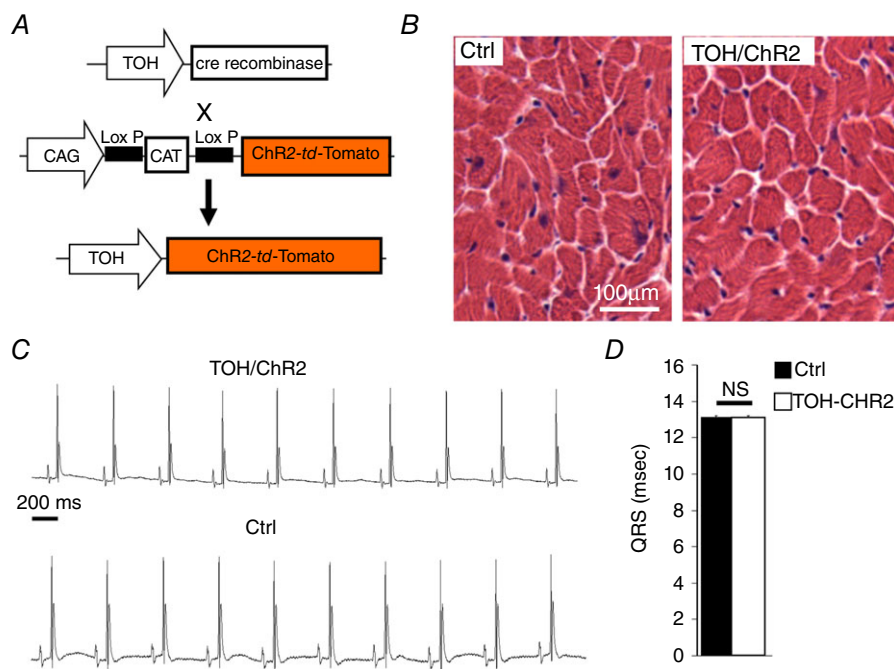 A
TOH
cre recombinase
X
Lox P
Lox P
CAG
CAT
ChR2-td-Tomato
TOH
ChR2-td-Tomato
B
Ctrl
TOH/ChR2
100μm
C
TOH/ChR2
200 ms
Ctrl
D
16
14
12
10
8
6
4
2
0
QRS (msec)
NS
Ctrl
TOH-CHR2